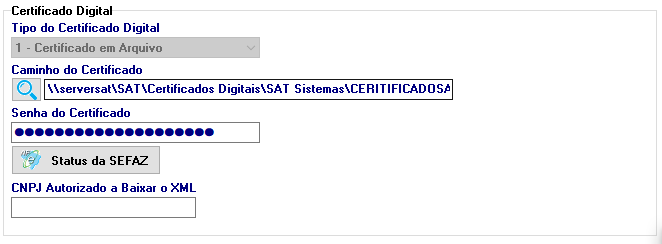 Certificado Digital
Tipo do Certificado Digital
1 - Certificado em Arquivo
Caminho do Certificado
\\serversat\SAT\Certificados Digitais\SAT Sistemas\CERITIFICADOSA
Senha do Certificado
Status da SEFAZ
CNPJ Autorizado a Baixar o XML